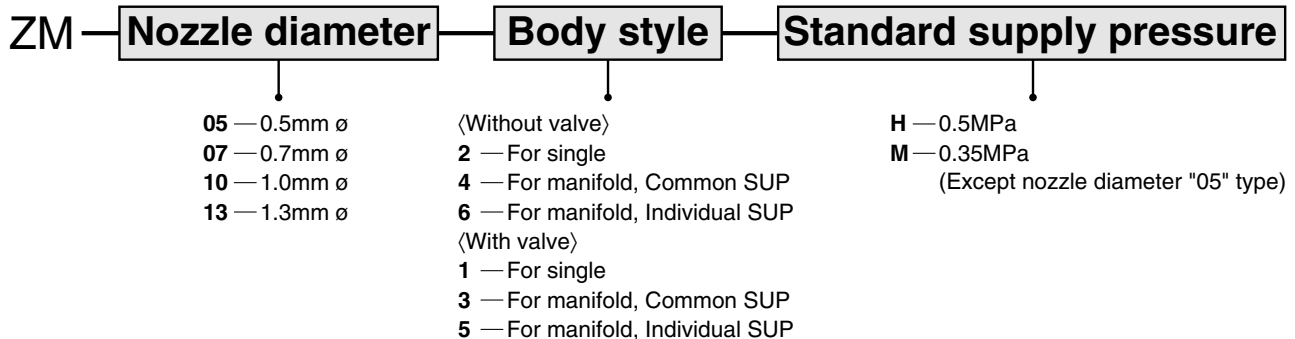 ZM — Nozzle diameter — Body style — Standard supply pressure
05 — 0.5mm ø
07 — 0.7mm ø
10 — 1.0mm ø
13 — 1.3mm ø
〈Without valve〉
2 — For single
4 — For manifold, Common SUP
6 — For manifold, Individual SUP
〈With valve〉
1 — For single
3 — For manifold, Common SUP
5 — For manifold, Individual SUP
H — 0.5MPa
M — 0.35MPa
(Except nozzle diameter "05" type)